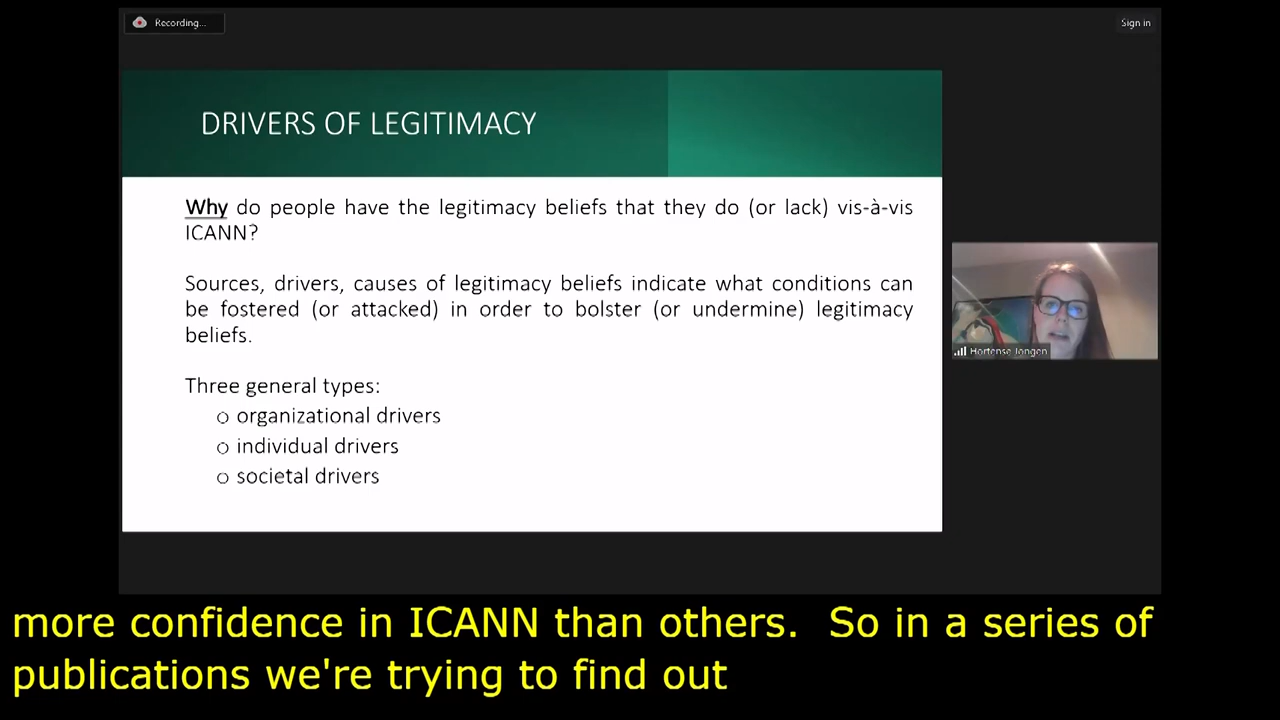 Recording...
Sign in
DRIVERS OF LEGITIMACY
Why do people have the legitimacy beliefs that they do (or lack) vis-à-vis
ICANN?
Sources, drivers, causes of legitimacy beliefs indicate what conditions can
be fostered (or attacked) in order to bolster (or undermine) legitimacy
beliefs.
Three general types:
o organizational drivers
o individual drivers
o societal drivers
Hortense Jongen
more confidence in ICANN than others. So in a series of
publications we're trying to find out